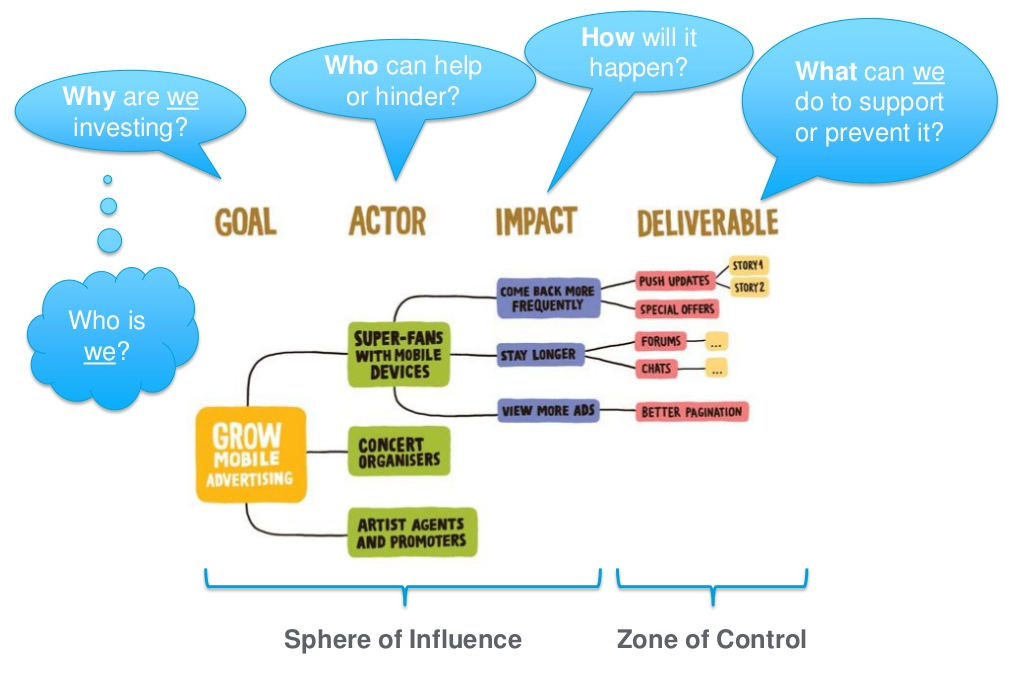 Why are we
investing?
Who can help
or hinder?
How will it
happen?
What can we
do to support
or prevent it?
Who is
we?
GOAL
ACTOR
IMPACT
DELIVERABLE
GROW
MOBILE
ADVERTISING
SUPER-FANS
WITH MOBILE
DEVICES
CONCERT
ORGANISERS
ARTIST AGENTS
AND PROMOTERS
COME BACK MORE
FREQUENTLY
STAY LONGER
VIEW MORE ADS
PUSH UPDATES
STORY1
STORY2
SPECIAL OFFERS
FORUMS
...
CHATS
...
BETTER PAGINATION
Sphere of Influence
Zone of Control